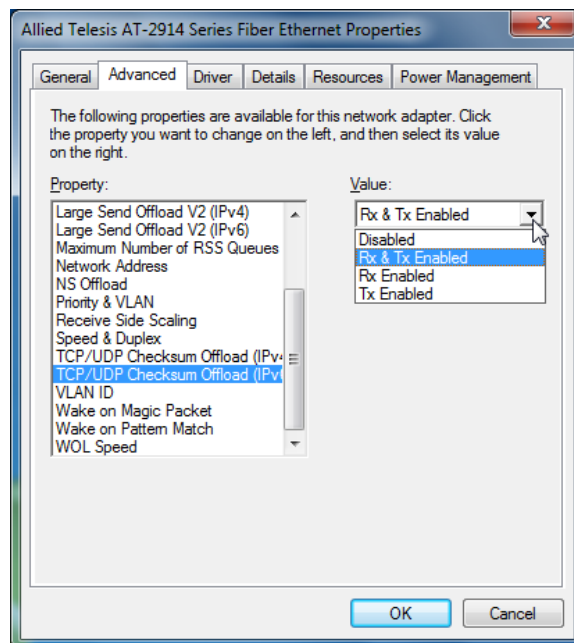 Allied Telesis AT-2914 Series Fiber Ethernet Properties
General Advanced Driver Details Resources Power Management
The following properties are available for this network adapter. Click
the property you want to change on the left, and then select its value
on the right.
Property:
Large Send Offload V2 (IPv4)
Large Send Offload V2 (IPv6)
Maximum Number of RSS Queues
Network Address
NS Offload
Priority & VLAN
Receive Side Scaling
Speed & Duplex
TCP/UDP Checksum Offload (IPv4
TCP/UDP Checksum Offload (IPv6
VLAN ID
Wake on Magic Packet
Wake on Pattern Match
WOL Speed
Value:
Rx & Tx Enabled
Disabled
Rx & Tx Enabled
Rx Enabled
Tx Enabled
OK Cancel